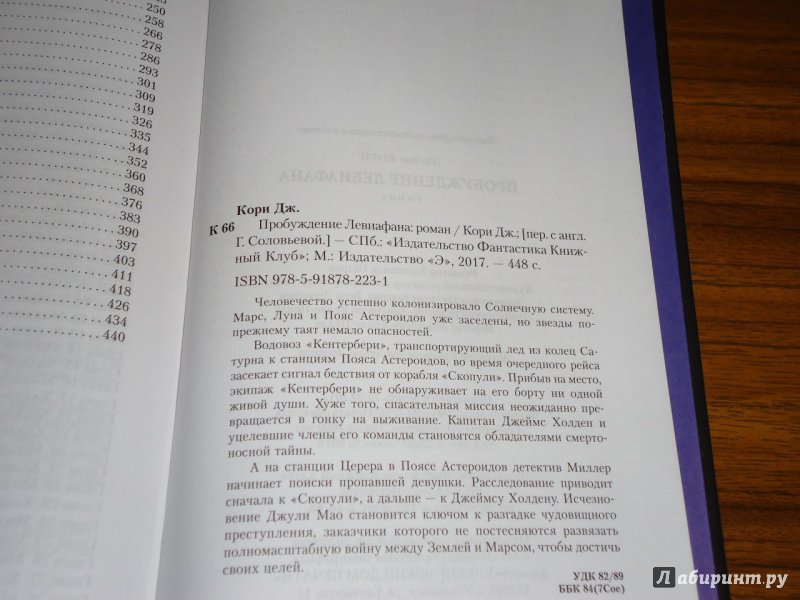 243
250
258
266
278
286
293
301
309
319
326
335
344
352
360
368
376
383
390
397
403
411
418
426
434
440
ПРОБУЖДЕНИЕ ЛЕВИАФАНА
Роман
Кори Дж.
К 66 Пробуждение Левиафана: роман / Кори Дж.; [пер. с англ.
Г. Соловьевой.] — СПб.: «Издательство Фантастика Книж-
ный Клуб»; М.: Издательство «Э», 2017. — 448 с.
ISBN 978-5-91878-223-1
Человечество успешно колонизировало Солнечную систему.
Марс, Луна и Пояс Астероидов уже заселены, но звезды по-
прежнему таят немало опасностей.
Водовоз «Кентербери», транспортирующий лед из колец Са-
турна к станциям Пояса Астероидов, во время очередного рейса
засекает сигнал бедствия от корабля «Скопули». Прибыв на место,
экипаж «Кентербери» не обнаруживает на его борту ни одной
живой души. Хуже того, спасательная миссия неожиданно пре-
вращается в гонку на выживание. Капитан Джеймс Холден и
уцелевшие члены его команды становятся обладателями смерто-
носной тайны.
А на станции Церера в Поясе Астероидов детектив Миллер
начинает поиски пропавшей девушки. Расследование приводит
сначала к «Скопули», а дальше — к Джеймсу Холдену. Исчезно-
вение Джули Мао становится ключом к разгадке чудовищного
преступления, заказчики которого не постесняются развязать
полномасштабную войну между Землей и Марсом, чтобы достичь
своих целей.
УДК 82/89
ББК 84(7Сое)
Лабиринт.ру